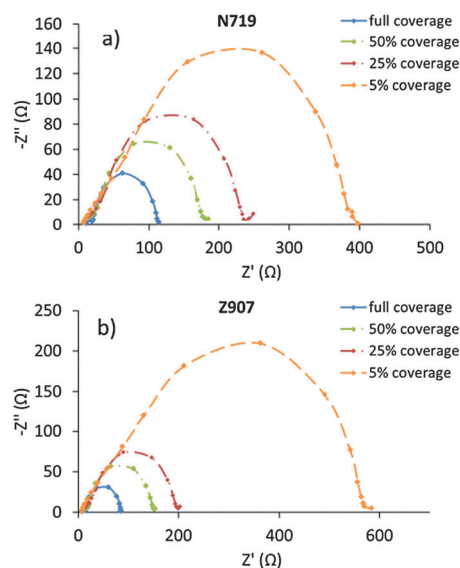 N719
a)
full coverage
50% coverage
25% coverage
5% coverage
160
140
120
100
80
60
40
20
0
-Z'' (Ω)
0 100 200 300 400 500
Z' (Ω)
Z907
b)
full coverage
50% coverage
25% coverage
5% coverage
250
200
150
100
50
0
-Z'' (Ω)
0 200 400 600
Z' (Ω)